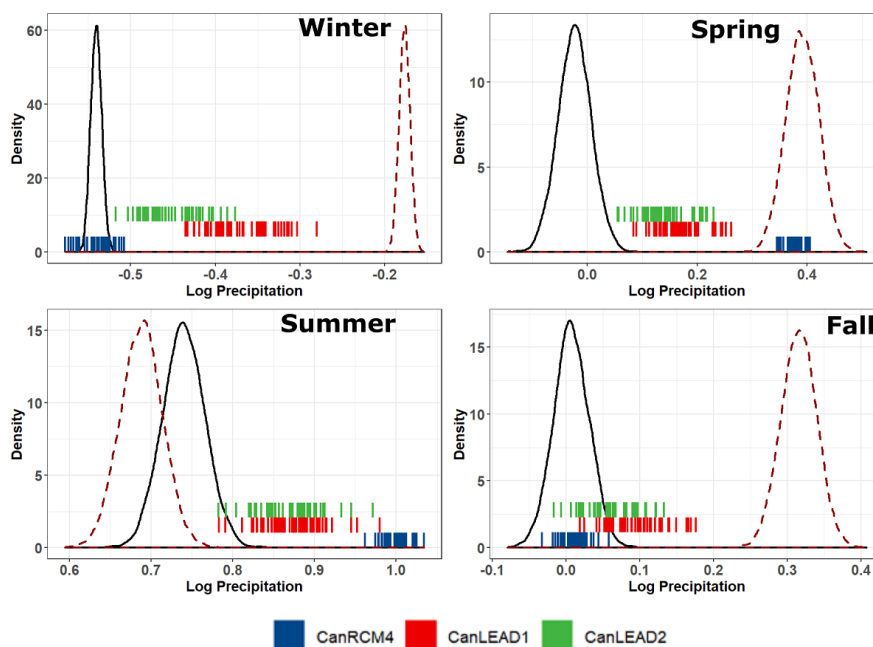 Winter
Density
60
40
20
0
-0.5 -0.4 -0.3 -0.2
Log Precipitation
Spring
Density
10
5
0
0.0 0.2 0.4
Log Precipitation
Summer
Density
15
10
5
0
0.6 0.7 0.8 0.9 1.0
Log Precipitation
Fall
Density
15
10
5
0
-0.1 0.0 0.1 0.2 0.3 0.4
Log Precipitation
CanRCM4 CanLEAD1 CanLEAD2